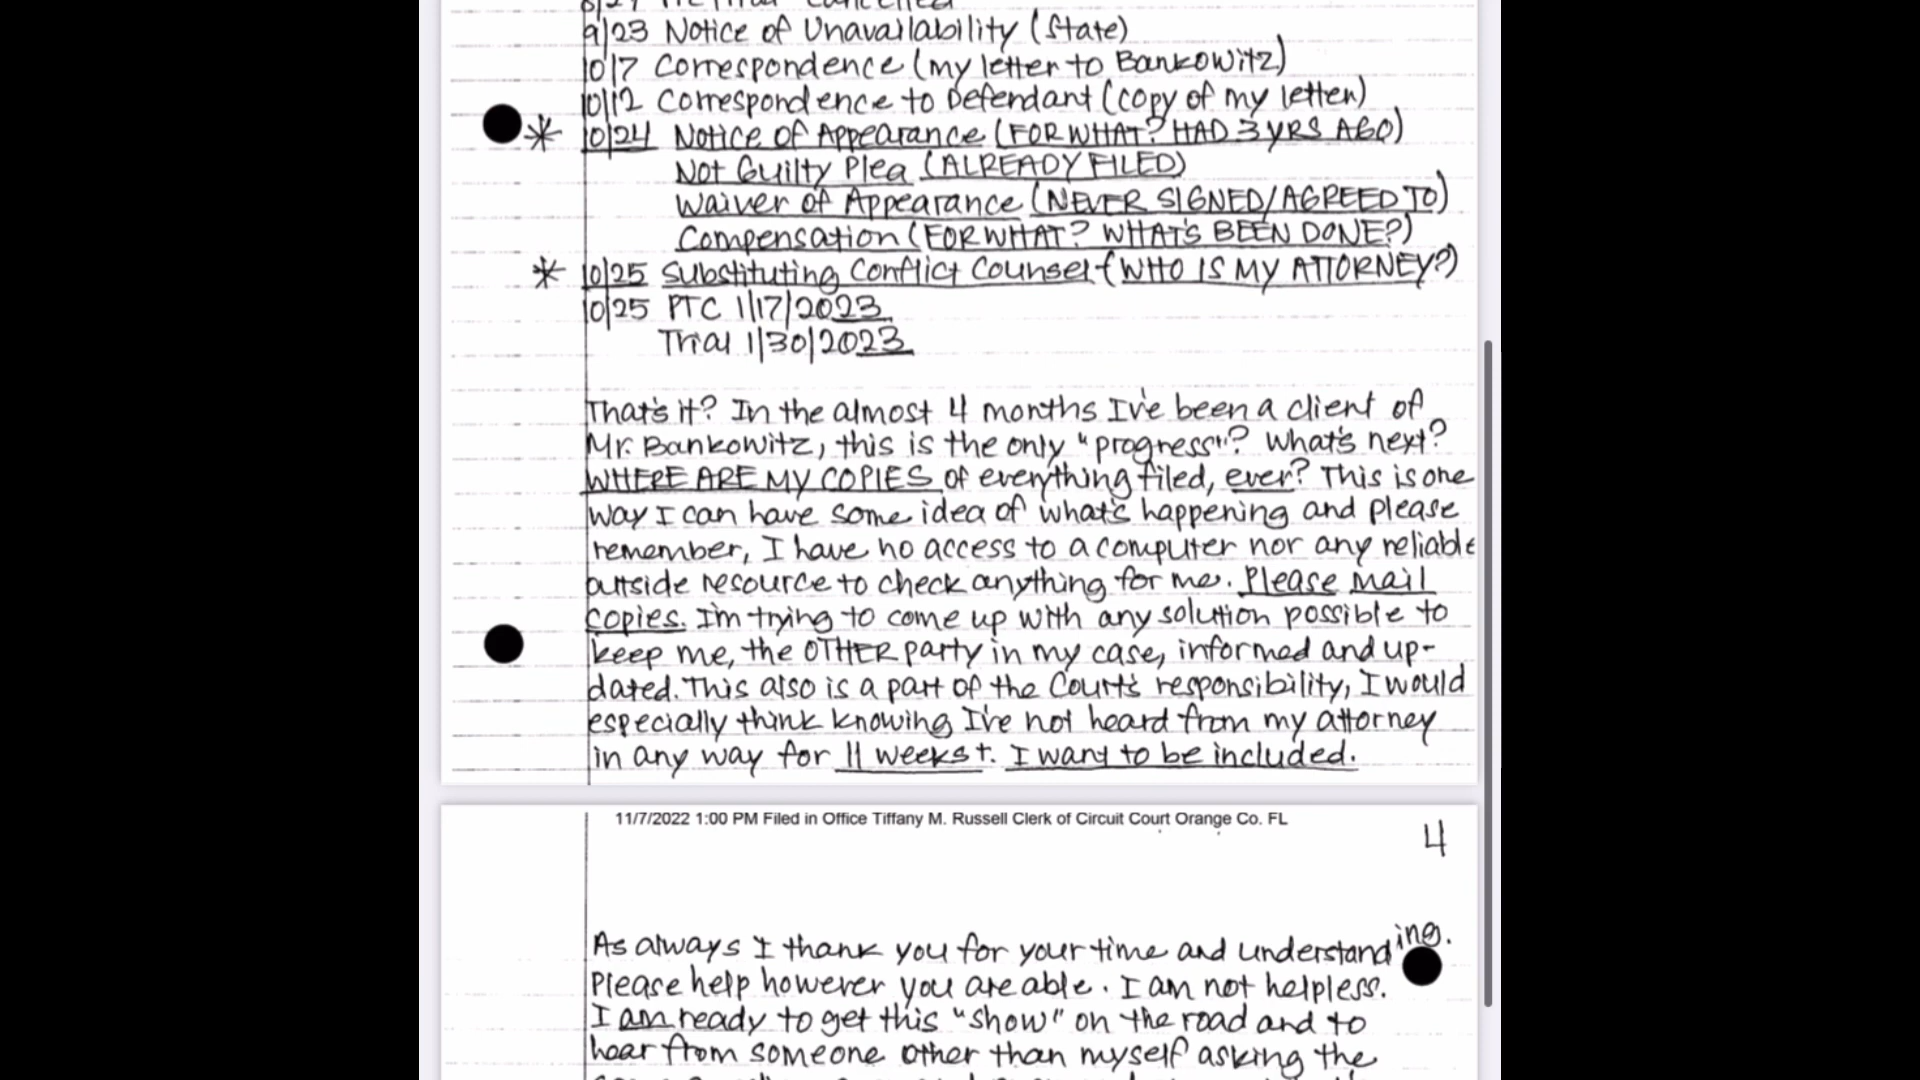 9/23 Notice of Unavailability (State)
10/7 Correspondence (my letter to Bankowitz)
10/12 Correspondence to Defendant (copy of my letter)
* 10/24 Notice of Appearance (FOR WHAT? HAD 3 YRS AGO)
Not Guilty Plea (ALREADY FILED)
Waiver of Appearance (NEVER SIGNED/AGREED TO)
Compensation (FOR WHAT? WHAT'S BEEN DONE?)
* 10/25 Substituting Conflict Counsel (WHO IS MY ATTORNEY?)
10/25 PTC 1/17/2023
Trial 1/30/2023
That's it? In the almost 4 months I've been a client of
Mr. Bankowitz, this is the only "progress"? What's next?
WHERE ARE MY COPIES of everything filed, ever? This is one
way I can have some idea of what's happening and please
remember, I have no access to a computer nor any reliable
outside resource to check anything for me. Please mail
copies. I'm trying to come up with any solution possible to
keep me, the OTHER party in my case, informed and up-
dated. This also is a part of the Court's responsibility, I would
especially think knowing I've not heard from my attorney
in any way for 11 weeks+. I want to be included.
11/7/2022 1:00 PM Filed in Office Tiffany M. Russell Clerk of Circuit Court Orange Co. FL
4
As always I thank you for your time and understanding.
Please help however you are able. I am not helpless.
I am ready to get this "show" on the road and to
hear from someone other than myself asking the